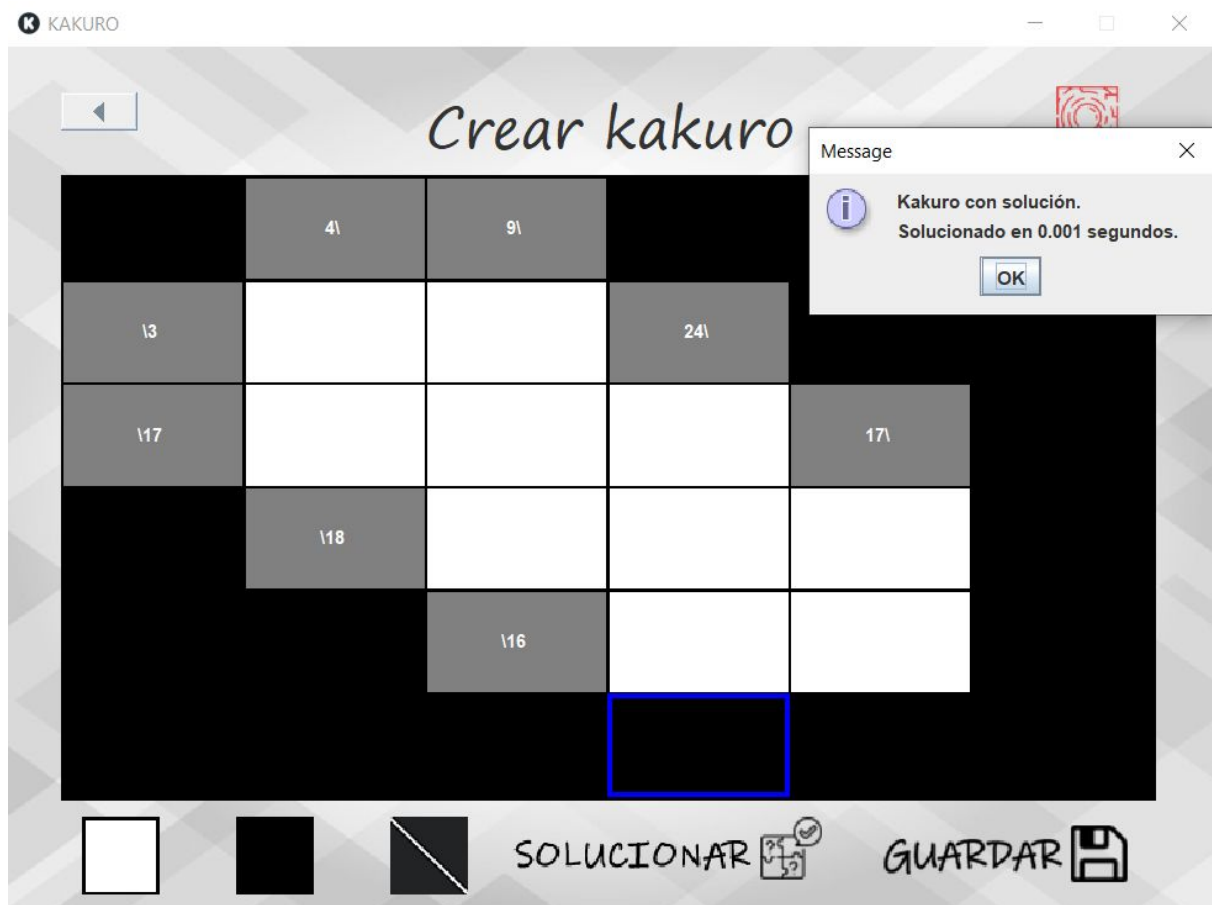 K KAKURO
Crear kakuro
Message
Kakuro con solución.
Solucionado en 0.001 segundos.
OK
4\ 9\
\3 24\
\17 17\
\18
\16
SOLUCIONAR
GUARDAR